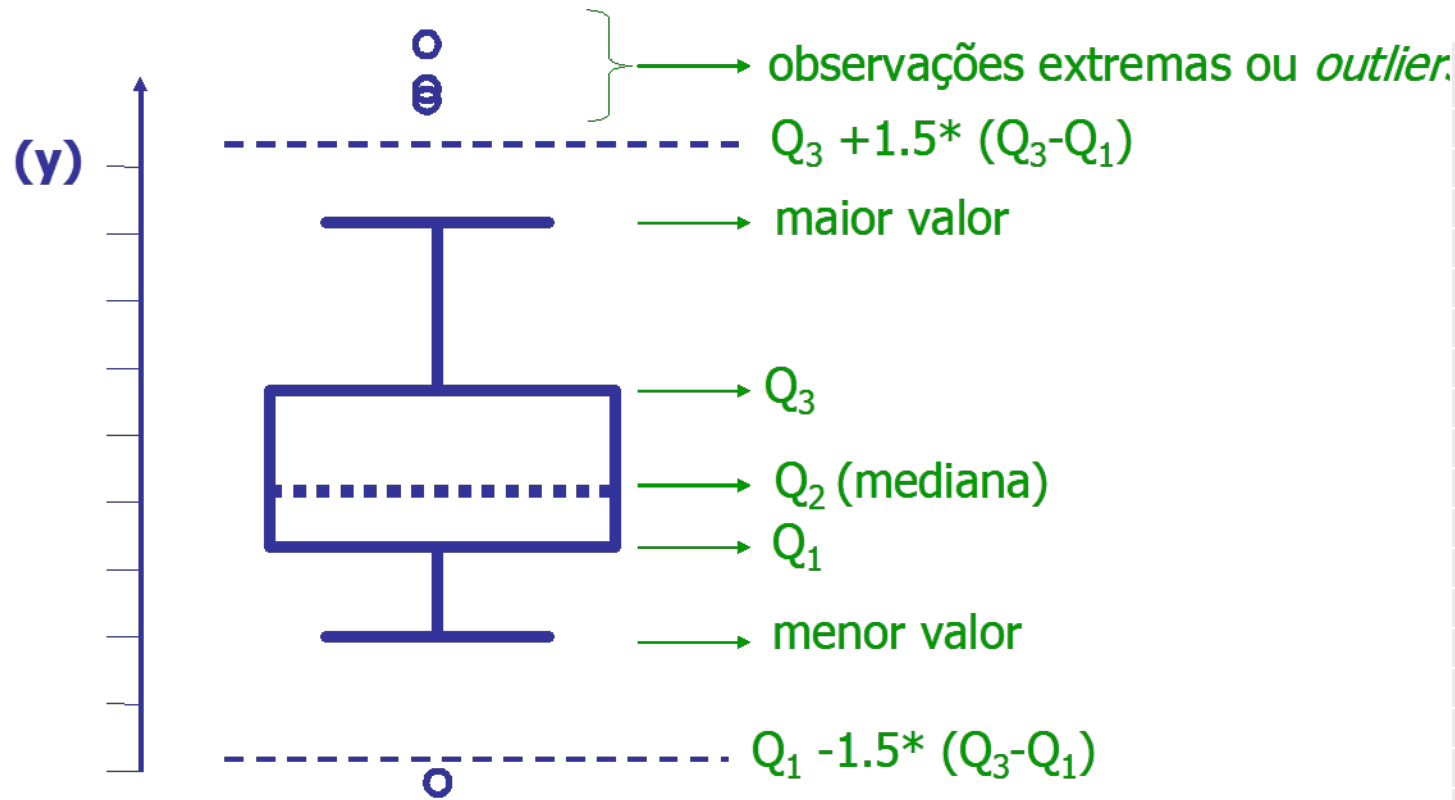 observações extremas ou outlier.
(y)
Q₃ +1.5* (Q₃-Q₁)
maior valor
Q₃
Q₂ (mediana)
Q₁
menor valor
Q₁ -1.5* (Q₃-Q₁)